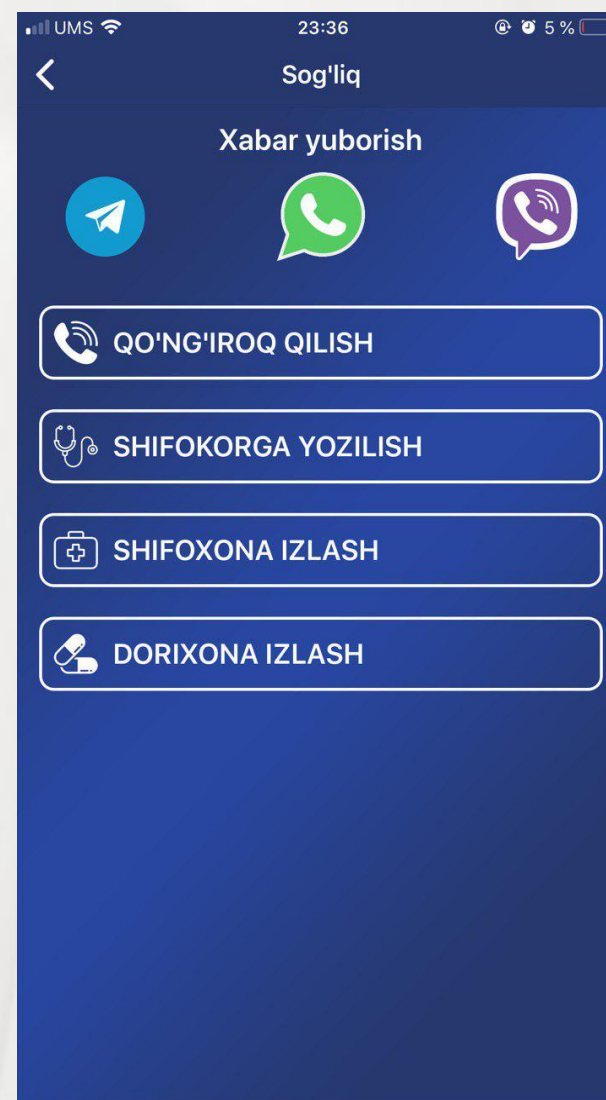 UMS 23:36 5 %
Sog'liq
Xabar yuborish
QO'NG'IROQ QILISH
SHIFOKORGA YOZILISH
SHIFOXONA IZLASH
DORIXONA IZLASH